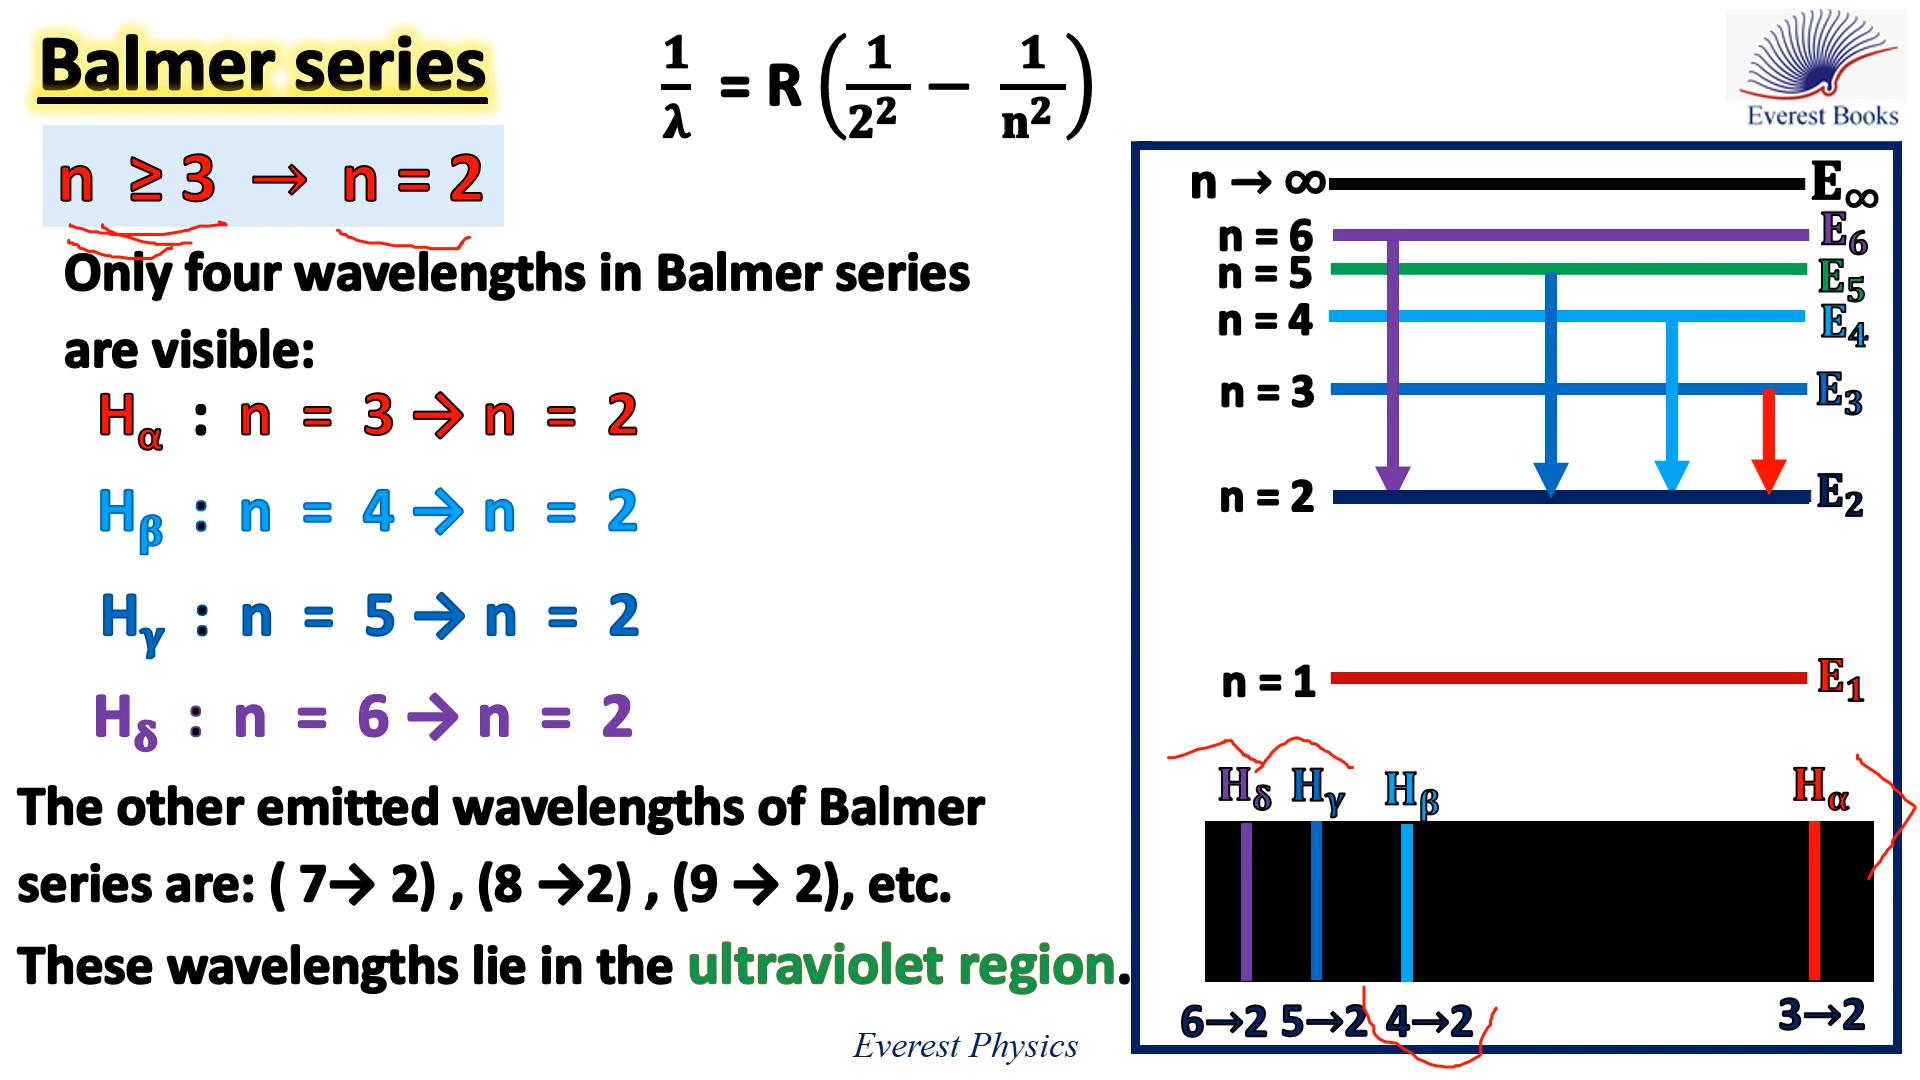 Balmer series
1/λ = R (1/2² − 1/n²)
Everest Books
n ≥ 3 → n = 2
Only four wavelengths in Balmer series
are visible:
Hα : n = 3 → n = 2
Hβ : n = 4 → n = 2
Hγ : n = 5 → n = 2
Hδ : n = 6 → n = 2
The other emitted wavelengths of Balmer
series are: ( 7→ 2) , (8 →2) , (9 → 2), etc.
These wavelengths lie in the ultraviolet region.
Everest Physics
n → ∞ E∞
n = 6 E₆
n = 5 E₅
n = 4 E₄
n = 3 E₃
n = 2 E₂
n = 1 E₁
Hδ Hγ Hβ Hα
6→2 5→2 4→2 3→2